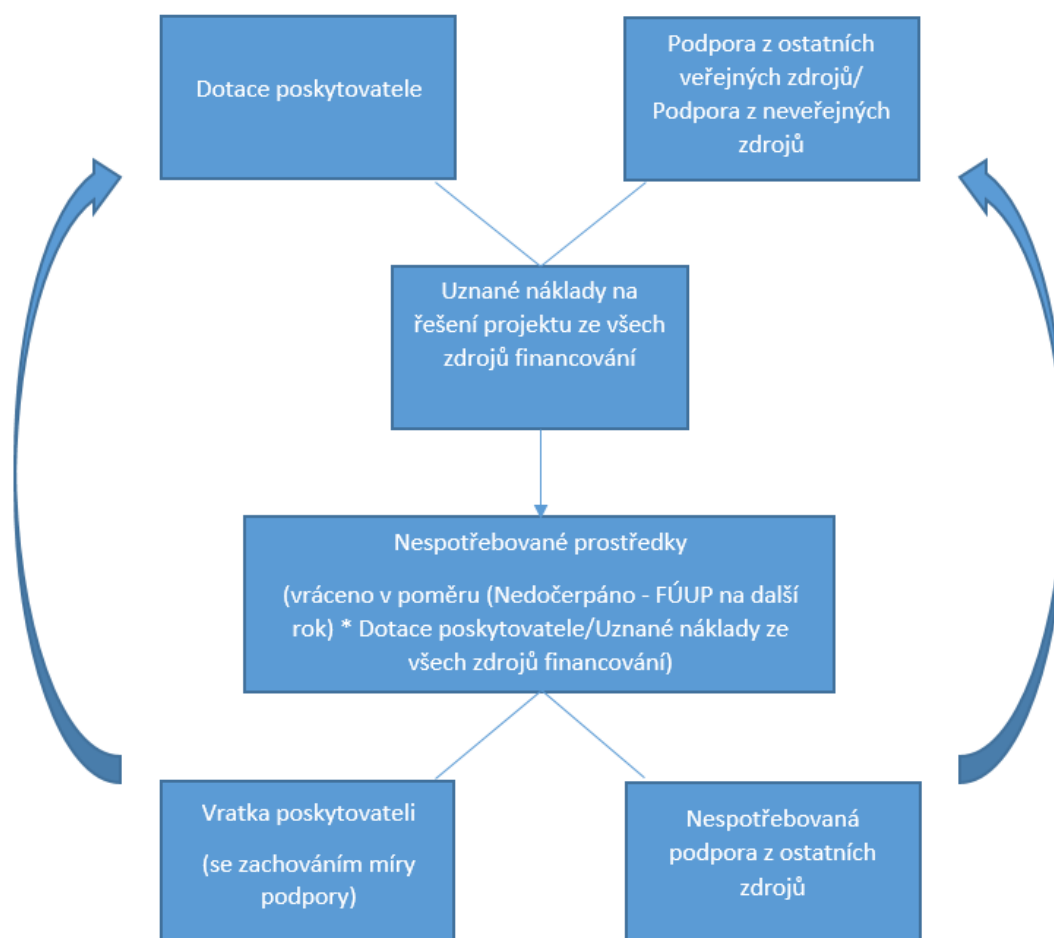 Dotace poskytovatele
Podpora z ostatních
veřejných zdrojů/
Podpora z neveřejných
zdrojů
Uznané náklady na
řešení projektu ze všech
zdrojů financování
Nespotřebované prostředky
(vráceno v poměru (Nedočerpáno - FÚUP na další
rok) * Dotace poskytovatele/Uznané náklady ze
všech zdrojů financování)
Vratka poskytovateli
(se zachováním míry
podpory)
Nespotřebovaná
podpora z ostatních
zdrojů